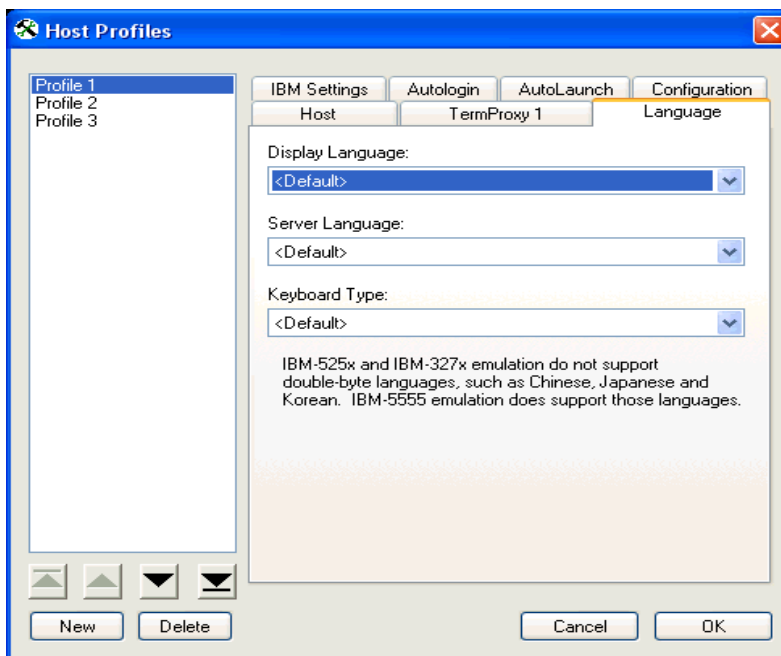 Host Profiles
Profile 1
Profile 2
Profile 3
IBM Settings
Autologin
AutoLaunch
Configuration
Host
TermProxy 1
Language
Display Language:
<Default>
Server Language:
<Default>
Keyboard Type:
<Default>
IBM-525x and IBM-327x emulation do not support
double-byte languages, such as Chinese, Japanese and
Korean. IBM-5555 emulation does support those languages.
New
Delete
Cancel
OK